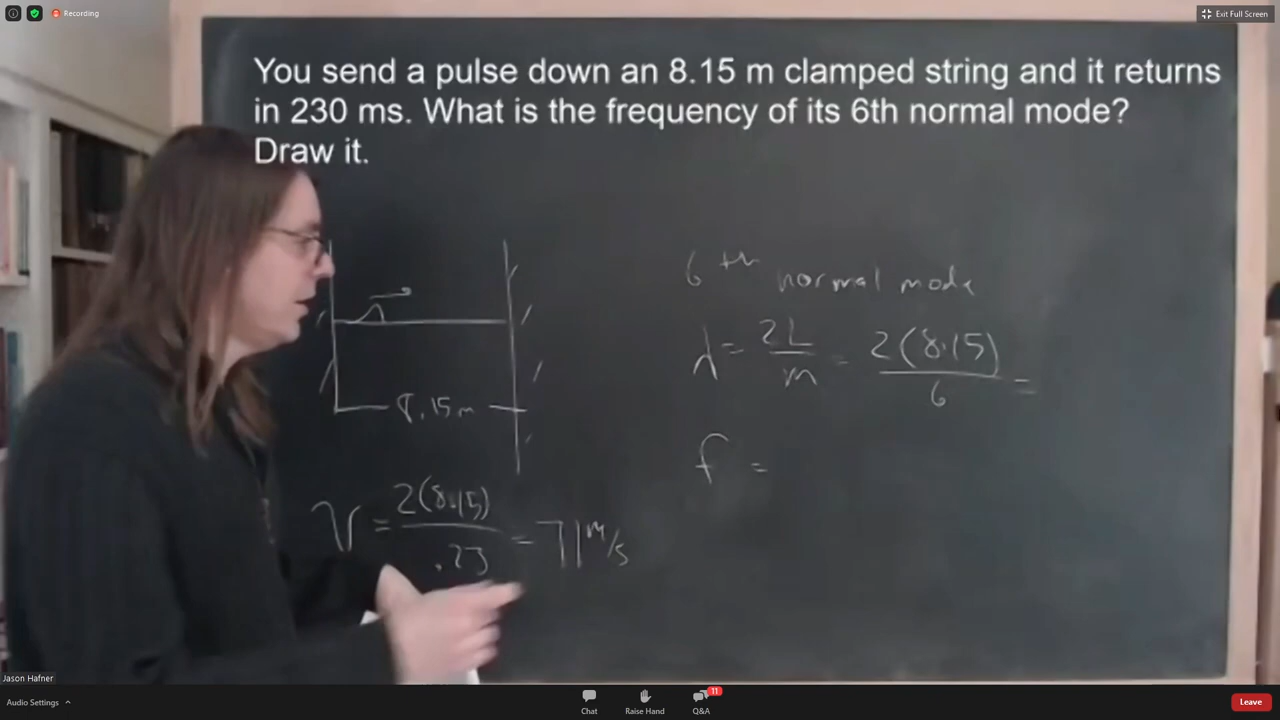 Recording
Exit Full Screen
You send a pulse down an 8.15 m clamped string and it returns
in 230 ms. What is the frequency of its 6th normal mode?
Draw it.
8.15m
V = 2(8.15) / .23 = 71 m/s
6th normal mode
λ = 2L / m = 2(8.15) / 6 =
f =
Jason Hafner
Audio Settings
Chat
Raise Hand
11
Q&A
Leave